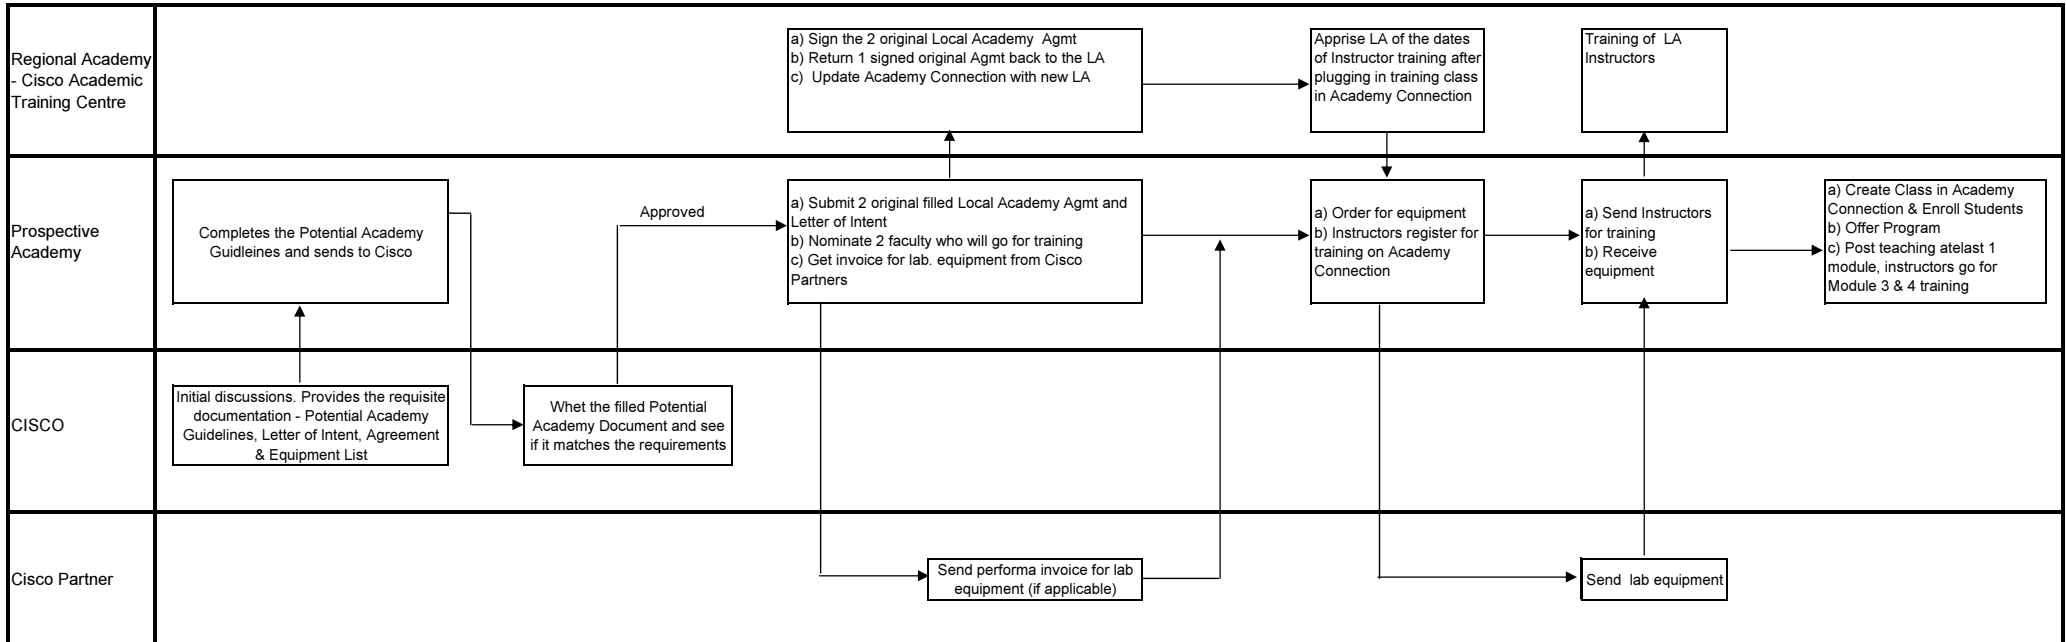 Regional Academy
- Cisco Academic
Training Centre
a) Sign the 2 original Local Academy Agmt
b) Return 1 signed original Agmt back to the LA
c) Update Academy Connection with new LA
Apprise LA of the dates
of Instructor training after
plugging in training class
in Academy Connection
Training of LA
Instructors
Prospective
Academy
Completes the Potential Academy
Guidleines and sends to Cisco
Approved
a) Submit 2 original filled Local Academy Agmt and
Letter of Intent
b) Nominate 2 faculty who will go for training
c) Get invoice for lab. equipment from Cisco
Partners
a) Order for equipment
b) Instructors register for
training on Academy
Connection
a) Send Instructors
for training
b) Receive
equipment
a) Create Class in Academy
Connection & Enroll Students
b) Offer Program
c) Post teaching atelast 1
module, instructors go for
Module 3 & 4 training
CISCO
Initial discussions. Provides the requisite
documentation - Potential Academy
Guidelines, Letter of Intent, Agreement
& Equipment List
Whet the filled Potential
Academy Document and see
if it matches the requirements
Cisco Partner
Send performa invoice for lab
equipment (if applicable)
Send lab equipment